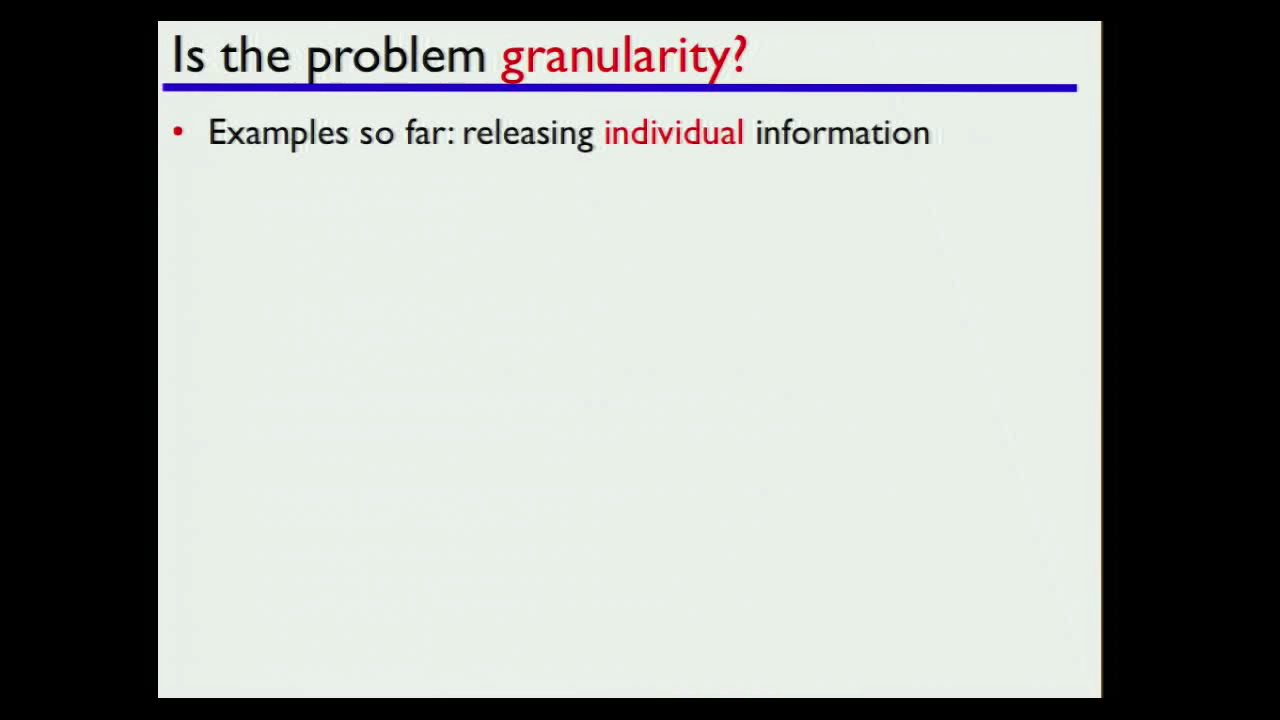 Is the problem granularity?
• Examples so far: releasing individual information